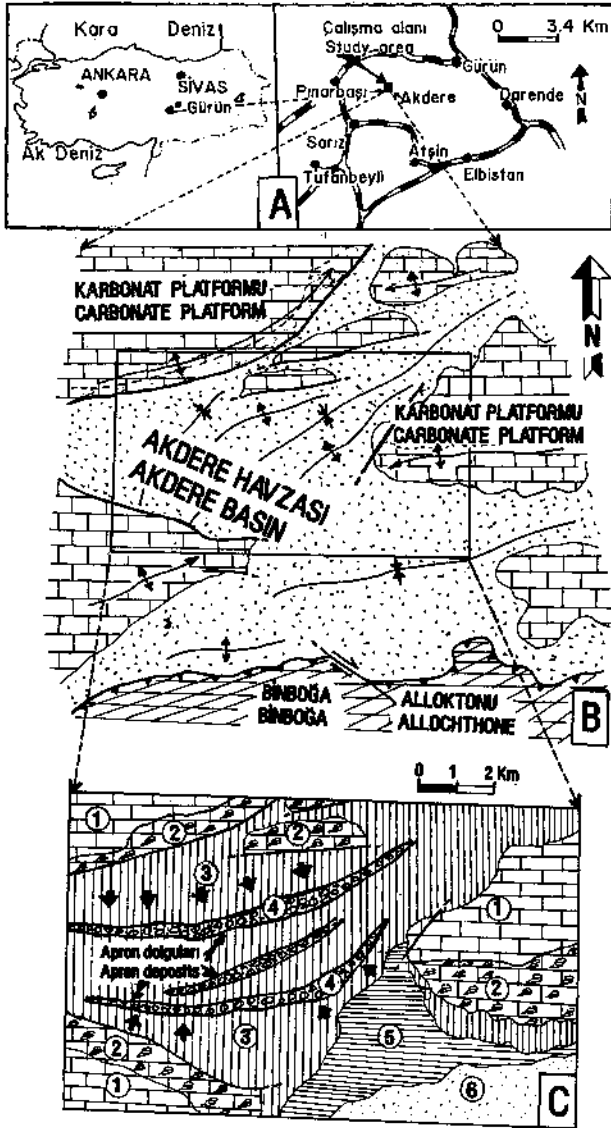 Kara Deniz
ANKARA
SİVAS
Gürün
Ak Deniz
Çalışma alanı
Study area
0 3.4 Km
Gürün
Pınarbaşı
Akdere
Darende
N
Sarız
Afşin
Tufanbeyli
Elbistan
A
KARBONAT PLATFORMU
CARBONATE PLATFORM
N
KARBONAT PLATFORMU
CARBONATE PLATFORM
AKDERE HAVZASI
AKDERE BASIN
BİNBOĞA ALLOKTONU
BINBOĞA ALLOCHTHONE
B
0 1 2 Km
1
2
2
3
4
1
Apron dolguları
Apron deposits
4
2
3
2
5
1
6
C